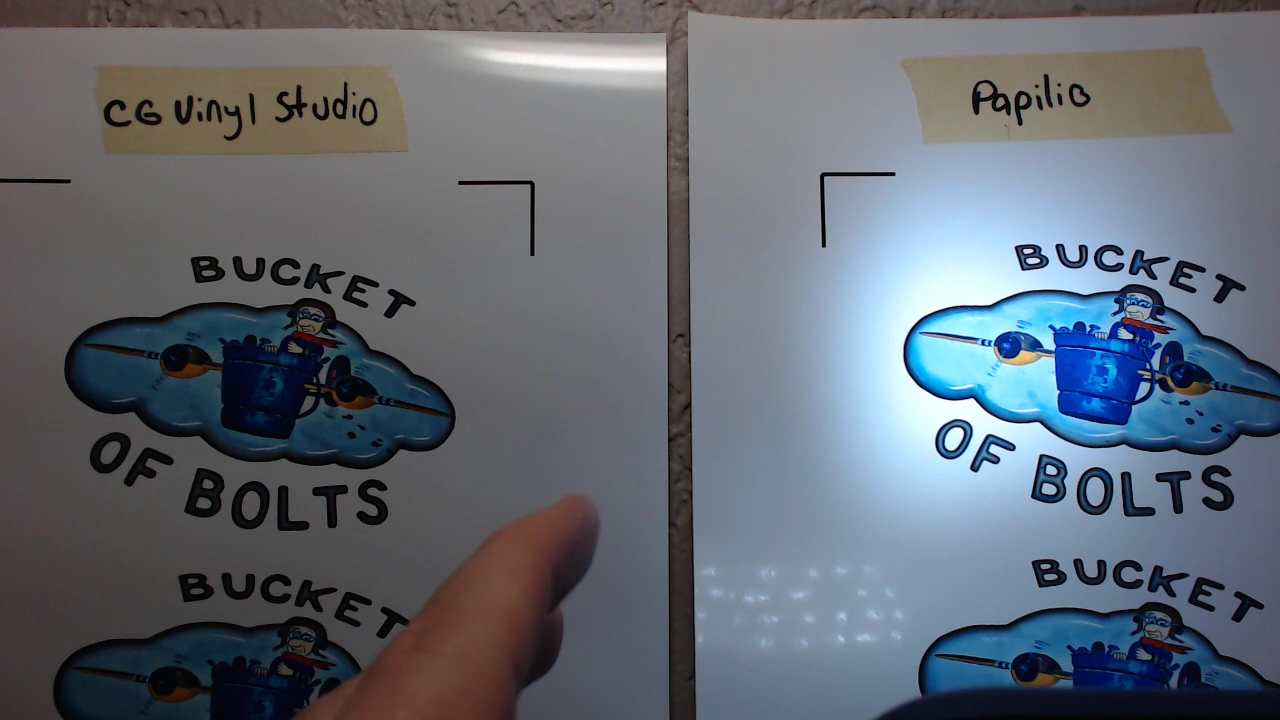 CG Vinyl Studio
BUCKET
OF BOLTS
BUCKET
Papilio
BUCKET
OF BOLTS
BUCKET